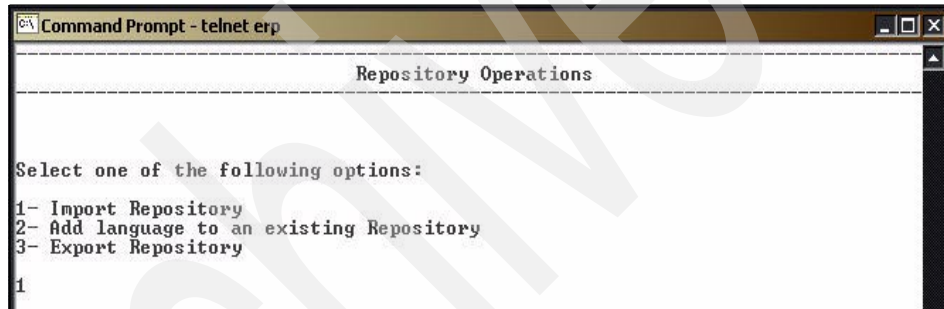 Command Prompt - telnet erp
Repository Operations
Select one of the following options:
1- Import Repository
2- Add language to an existing Repository
3- Export Repository
1